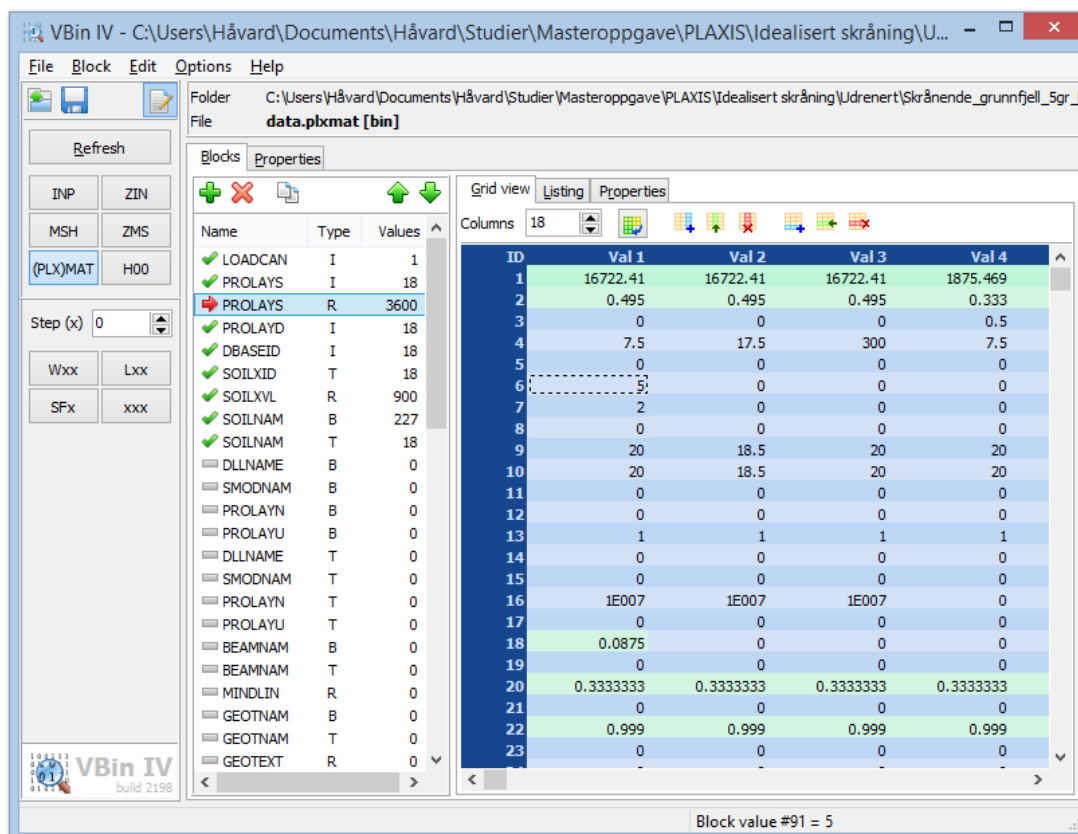 VBin IV - C:\Users\Håvard\Documents\Håvard\Studier\Masteroppgave\PLAXIS\Idealisert skråning\U...
File Block Edit Options Help
Folder C:\Users\Håvard\Documents\Håvard\Studier\Masteroppgave\PLAXIS\Idealisert skråning\Udrenert\Skrånende_grunnfjell_5gr_
File data.plxmat [bin]
Refresh
INP ZIN
MSH ZMS
(PLX)MAT H00
Step (x) 0
Wxx Lxx
SFx xxx
VBin IV
build 2198
Blocks Properties
Name Type Values
LOADCAN I 1
PROLAYS I 18
PROLAYS R 3600
PROLAYD I 18
DBASEID I 18
SOILXID T 18
SOILXVL R 900
SOILNAM B 227
SOILNAM T 18
DLLNAME B 0
SMODNAM B 0
PROLAYN B 0
PROLAYU B 0
DLLNAME T 0
SMODNAM T 0
PROLAYN T 0
PROLAYU T 0
BEAMNAM B 0
BEAMNAM T 0
MINDLIN R 0
GEOTNAM B 0
GEOTNAM T 0
GEOTEXT R 0
Grid view Listing Properties
Columns 18
ID Val 1 Val 2 Val 3 Val 4
1 16722.41 16722.41 16722.41 1875.469
2 0.495 0.495 0.495 0.333
3 0 0 0 0.5
4 7.5 17.5 300 7.5
5 0 0 0 0
6 5 0 0 0
7 2 0 0 0
8 0 0 0 0
9 20 18.5 20 20
10 20 18.5 20 20
11 0 0 0 0
12 0 0 0 0
13 1 1 1 1
14 0 0 0 0
15 0 0 0 0
16 1E007 1E007 1E007 0
17 0 0 0 0
18 0.0875 0 0 0
19 0 0 0 0
20 0.3333333 0.3333333 0.3333333 0.3333333
21 0 0 0 0
22 0.999 0.999 0.999 0.999
23 0 0 0 0
Block value #91 = 5